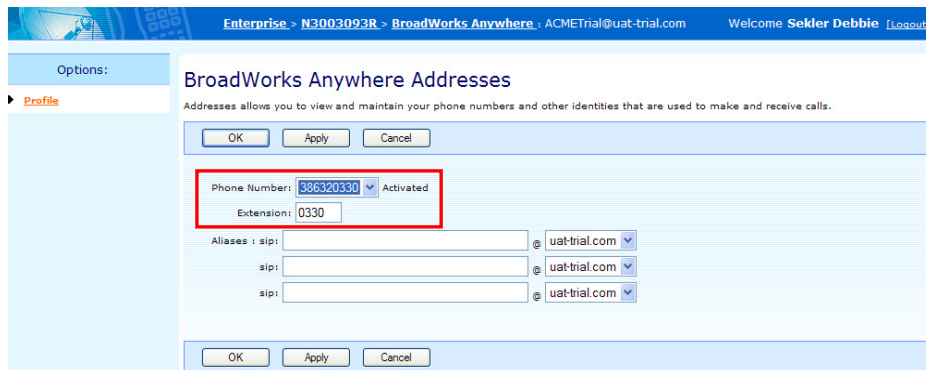 Enterprise > N3003093R > BroadWorks Anywhere : ACMETrial@uat-trial.com Welcome Sekler Debbie [Logout
Options:
Profile
BroadWorks Anywhere Addresses
Addresses allows you to view and maintain your phone numbers and other identities that are used to make and receive calls.
OK Apply Cancel
Phone Number: 386320330 Activated
Extension: 0330
Aliases : sip: @ uat-trial.com
sip: @ uat-trial.com
sip: @ uat-trial.com
OK Apply Cancel